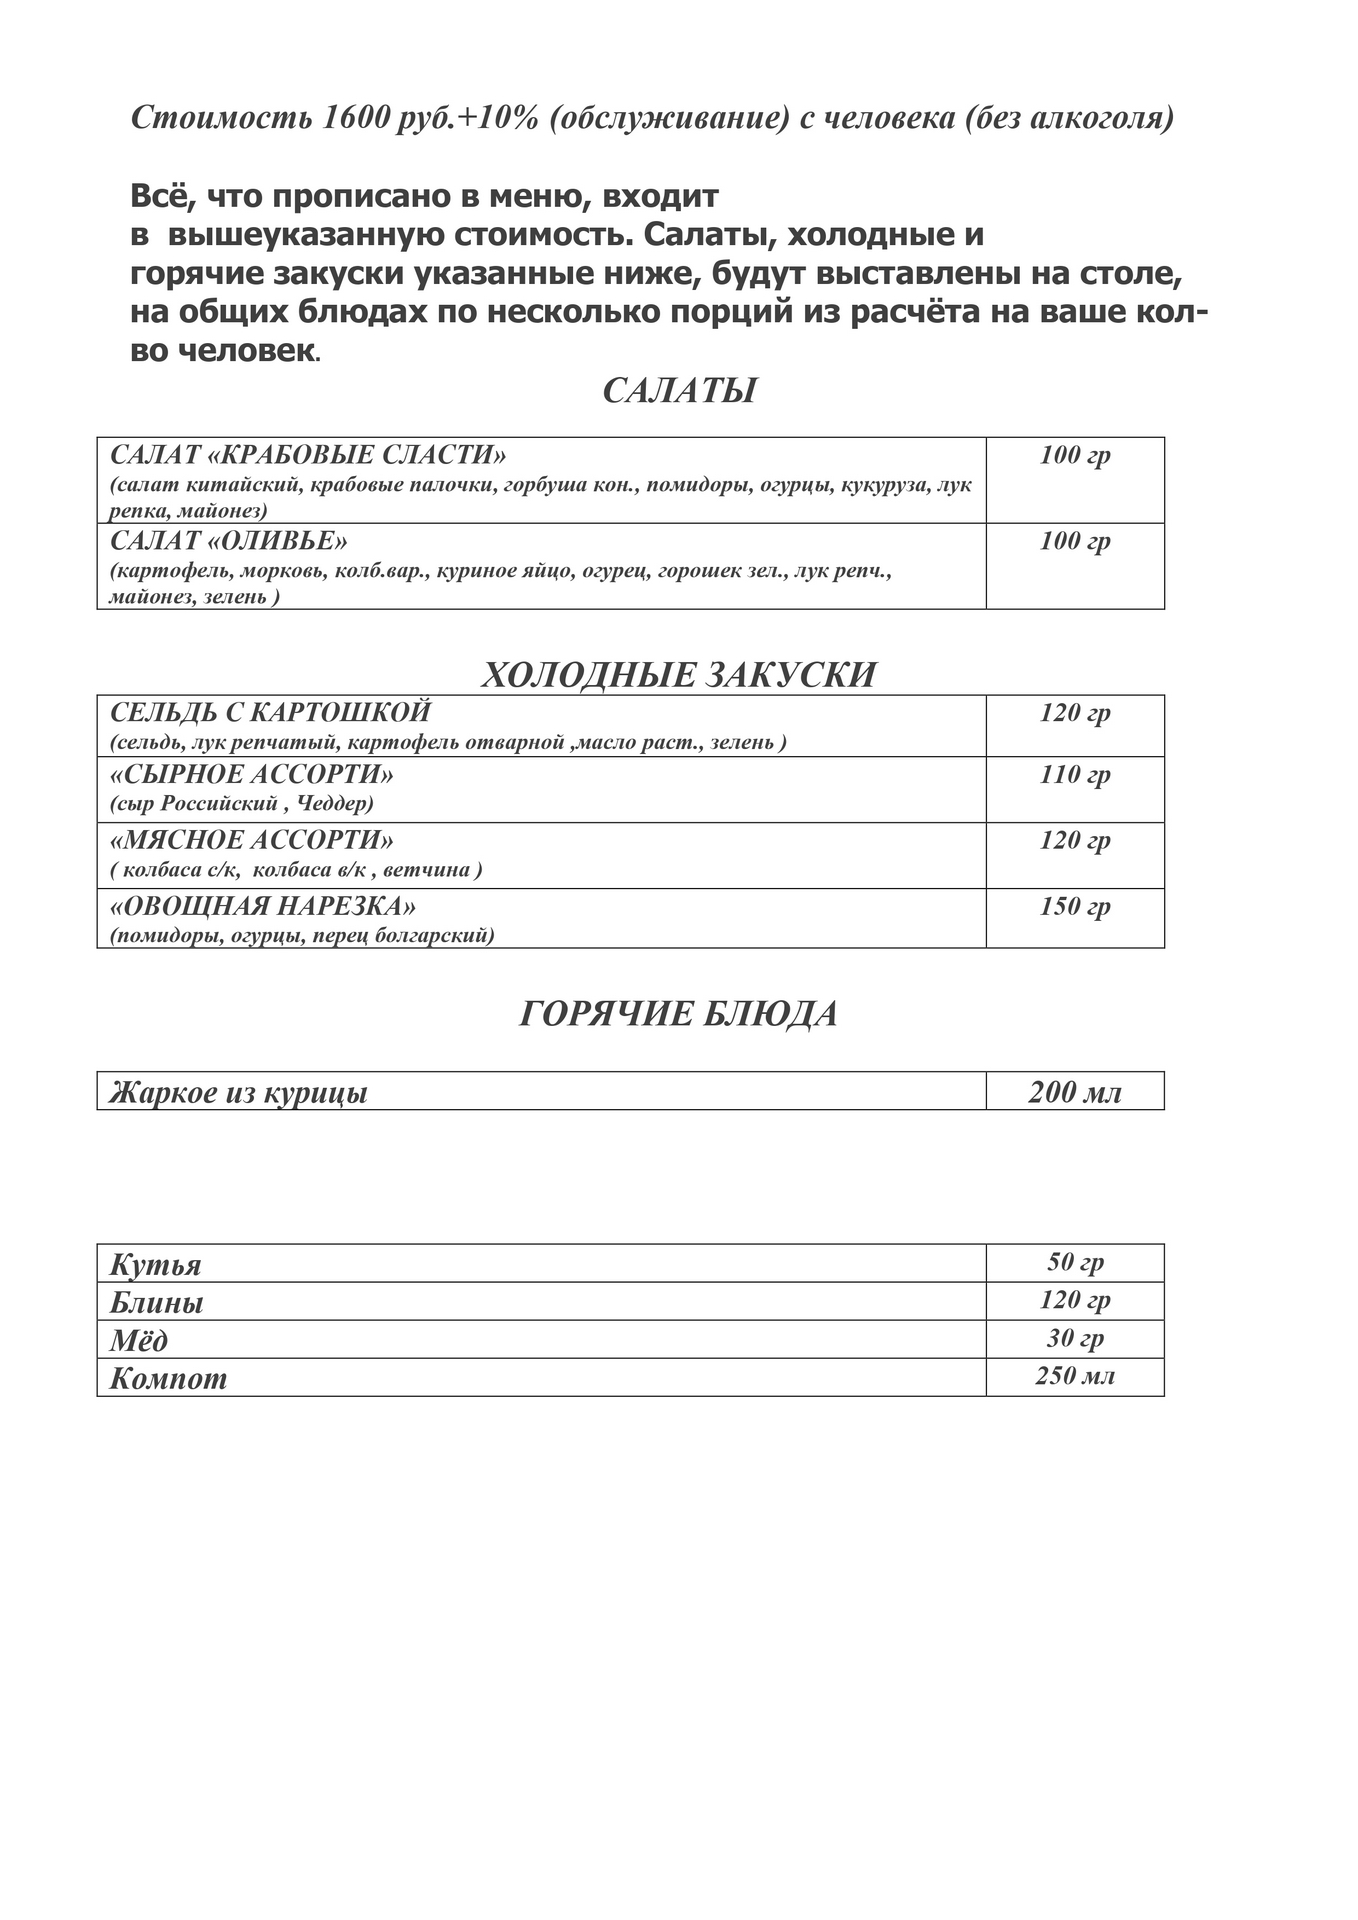 Стоимость 1600 руб.+10% (обслуживание) с человека (без алкоголя)
Всё, что прописано в меню, входит
в  вышеуказанную стоимость. Салаты, холодные и
горячие закуски указанные ниже, будут выставлены на столе,
на общих блюдах по несколько порций из расчёта на ваше кол-
во человек.
САЛАТЫ
САЛАТ «КРАБОВЫЕ СЛАСТИ» 100 гр
(салат китайский, крабовые палочки, горбуша кон., помидоры, огурцы, кукуруза, лук
репка, майонез)
САЛАТ «ОЛИВЬЕ» 100 гр
(картофель, морковь, колб.вар., куриное яйцо, огурец, горошек зел., лук репч.,
майонез, зелень )
ХОЛОДНЫЕ ЗАКУСКИ
СЕЛЬДЬ С КАРТОШКОЙ 120 гр
(сельдь, лук репчатый, картофель отварной ,масло раст., зелень )
«СЫРНОЕ АССОРТИ» 110 гр
(сыр Российский , Чеддер)
«МЯСНОЕ АССОРТИ» 120 гр
( колбаса с/к,  колбаса в/к , ветчина )
«ОВОЩНАЯ НАРЕЗКА» 150 гр
(помидоры, огурцы, перец болгарский)
ГОРЯЧИЕ БЛЮДА
Жаркое из курицы 200 мл
Кутья 50 гр
Блины 120 гр
Мёд 30 гр
Компот 250 мл